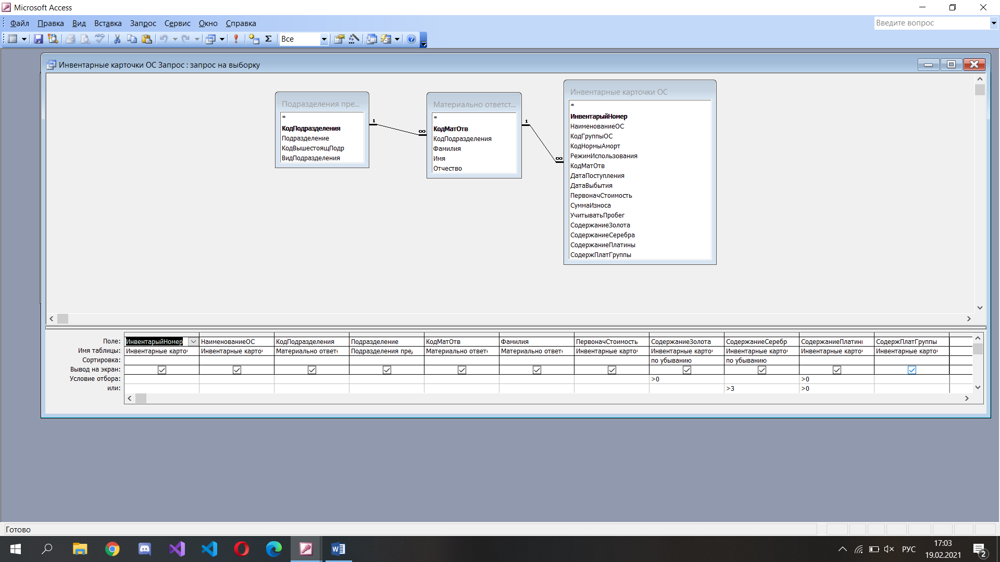 Microsoft Access
Файл Правка Вид Вставка Запрос Сервис Окно Справка
Введите вопрос
Все
Инвентарные карточки ОС Запрос : запрос на выборку
Подразделения пре...
*
КодПодразделения
Подразделение
КодВышестоящПодр
ВидПодразделения
1
∞
Материально ответст...
*
КодМатОтв
КодПодразделения
Фамилия
Имя
Отчество
1
∞
Инвентарные карточки ОС
*
ИнвентарыйНомер
НаименованиеОС
КодГруппыОС
КодНормыАморт
РежимИспользования
КодМатОтв
ДатаПоступления
ДатаВыбытия
ПервоначСтоимость
СуммаИзноса
УчитыватьПробег
СодержаниеЗолота
СодержаниеСеребра
СодержаниеПлатины
СодержПлатГруппы
Поле: ИнвентарыйНомер НаименованиеОС КодПодразделения Подразделение КодМатОтв Фамилия ПервоначСтоимость СодержаниеЗолота СодержаниеСеребр СодержаниеПлатин СодержПлатГруппы
Имя таблицы: Инвентарные карто Инвентарные карто Материально ответ Подразделения пред Материально ответ Материально ответ Инвентарные карто Инвентарные карто Инвентарные карто Инвентарные карто Инвентарные карто
Сортировка: по убыванию по убыванию
Вывод на экран:
Условие отбора: >0 >0
или: >3 >0
Готово
РУС
17:03
19.02.2021
2